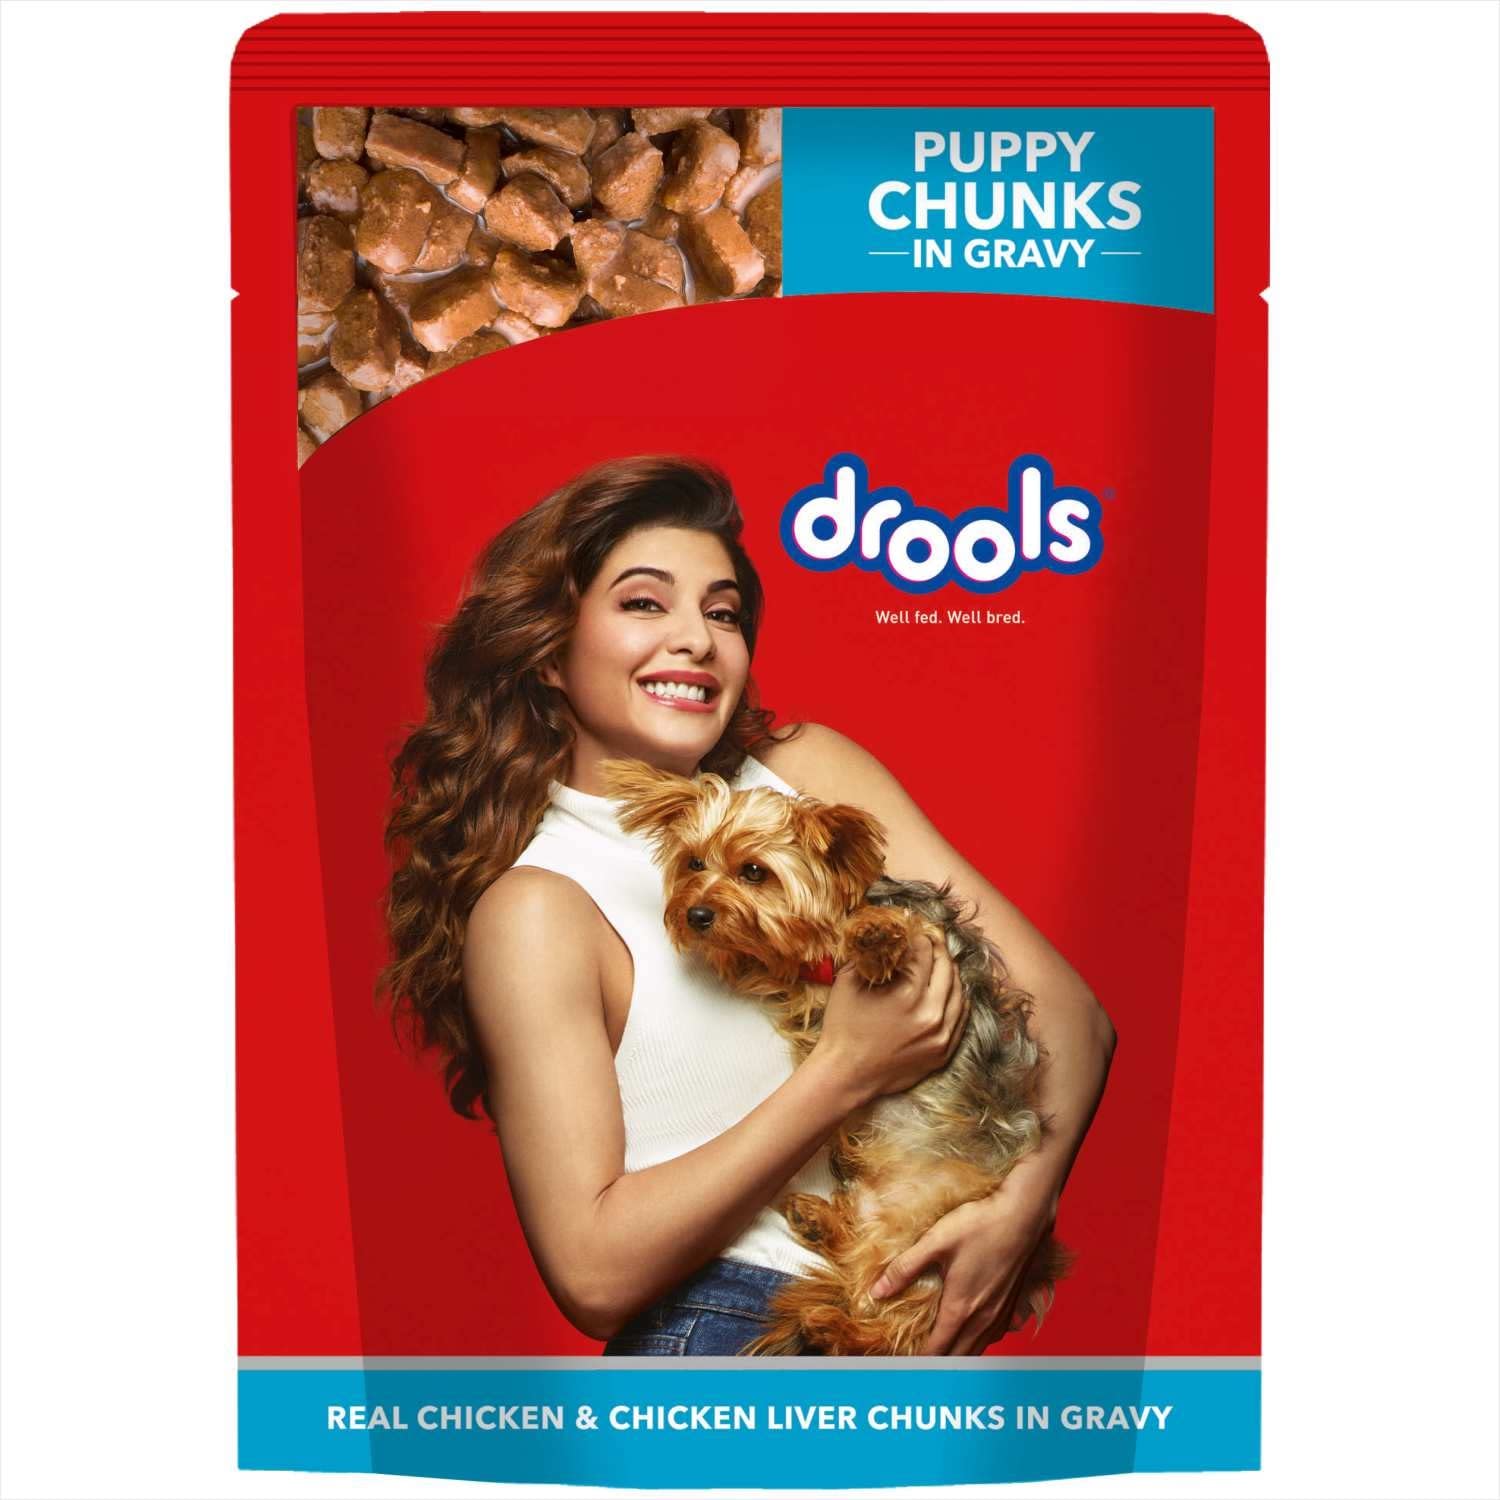 PUPPY
CHUNKS
IN GRAVY
drools®
Well fed. Well bred.
REAL CHICKEN & CHICKEN LIVER CHUNKS IN GRAVY